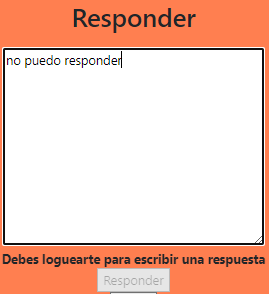 Responder
no puedo responder
Debes loguearte para escribir una respuesta
Responder